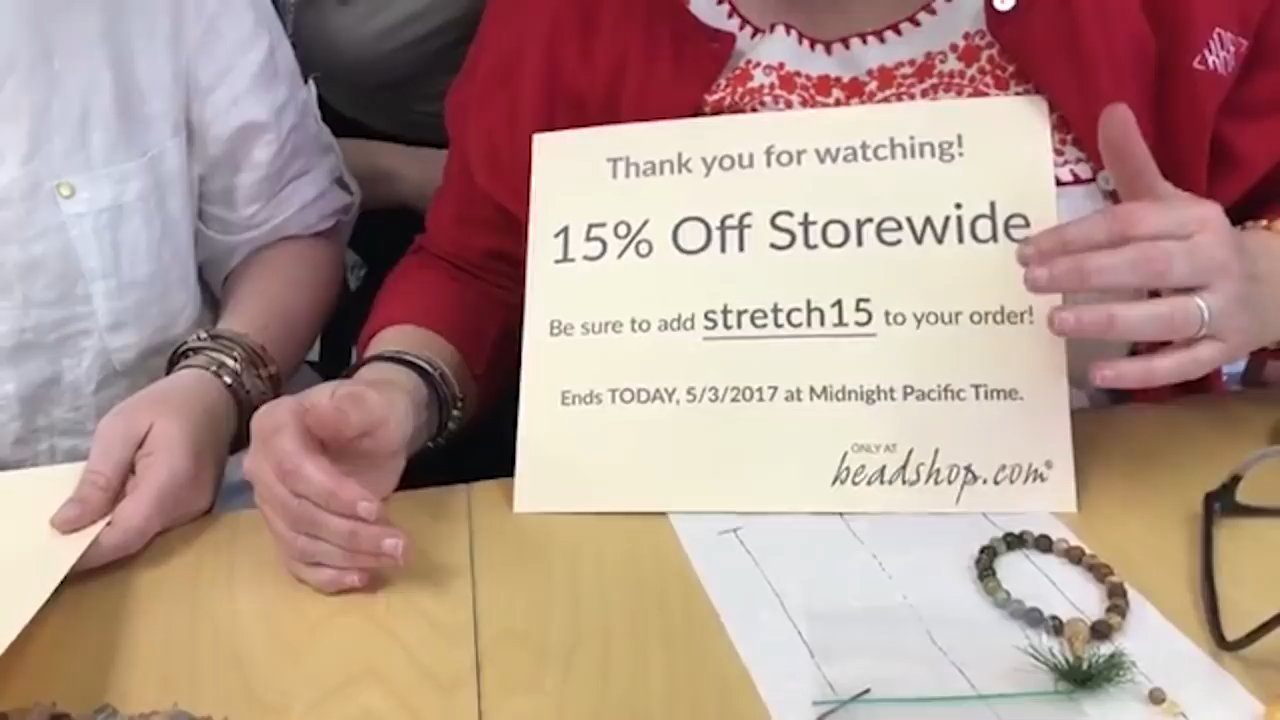 Thank you for watching!
15% Off Storewide
Be sure to add stretch15 to your order!
Ends TODAY, 5/3/2017 at Midnight Pacific Time.
ONLY AT
beadshop.com®